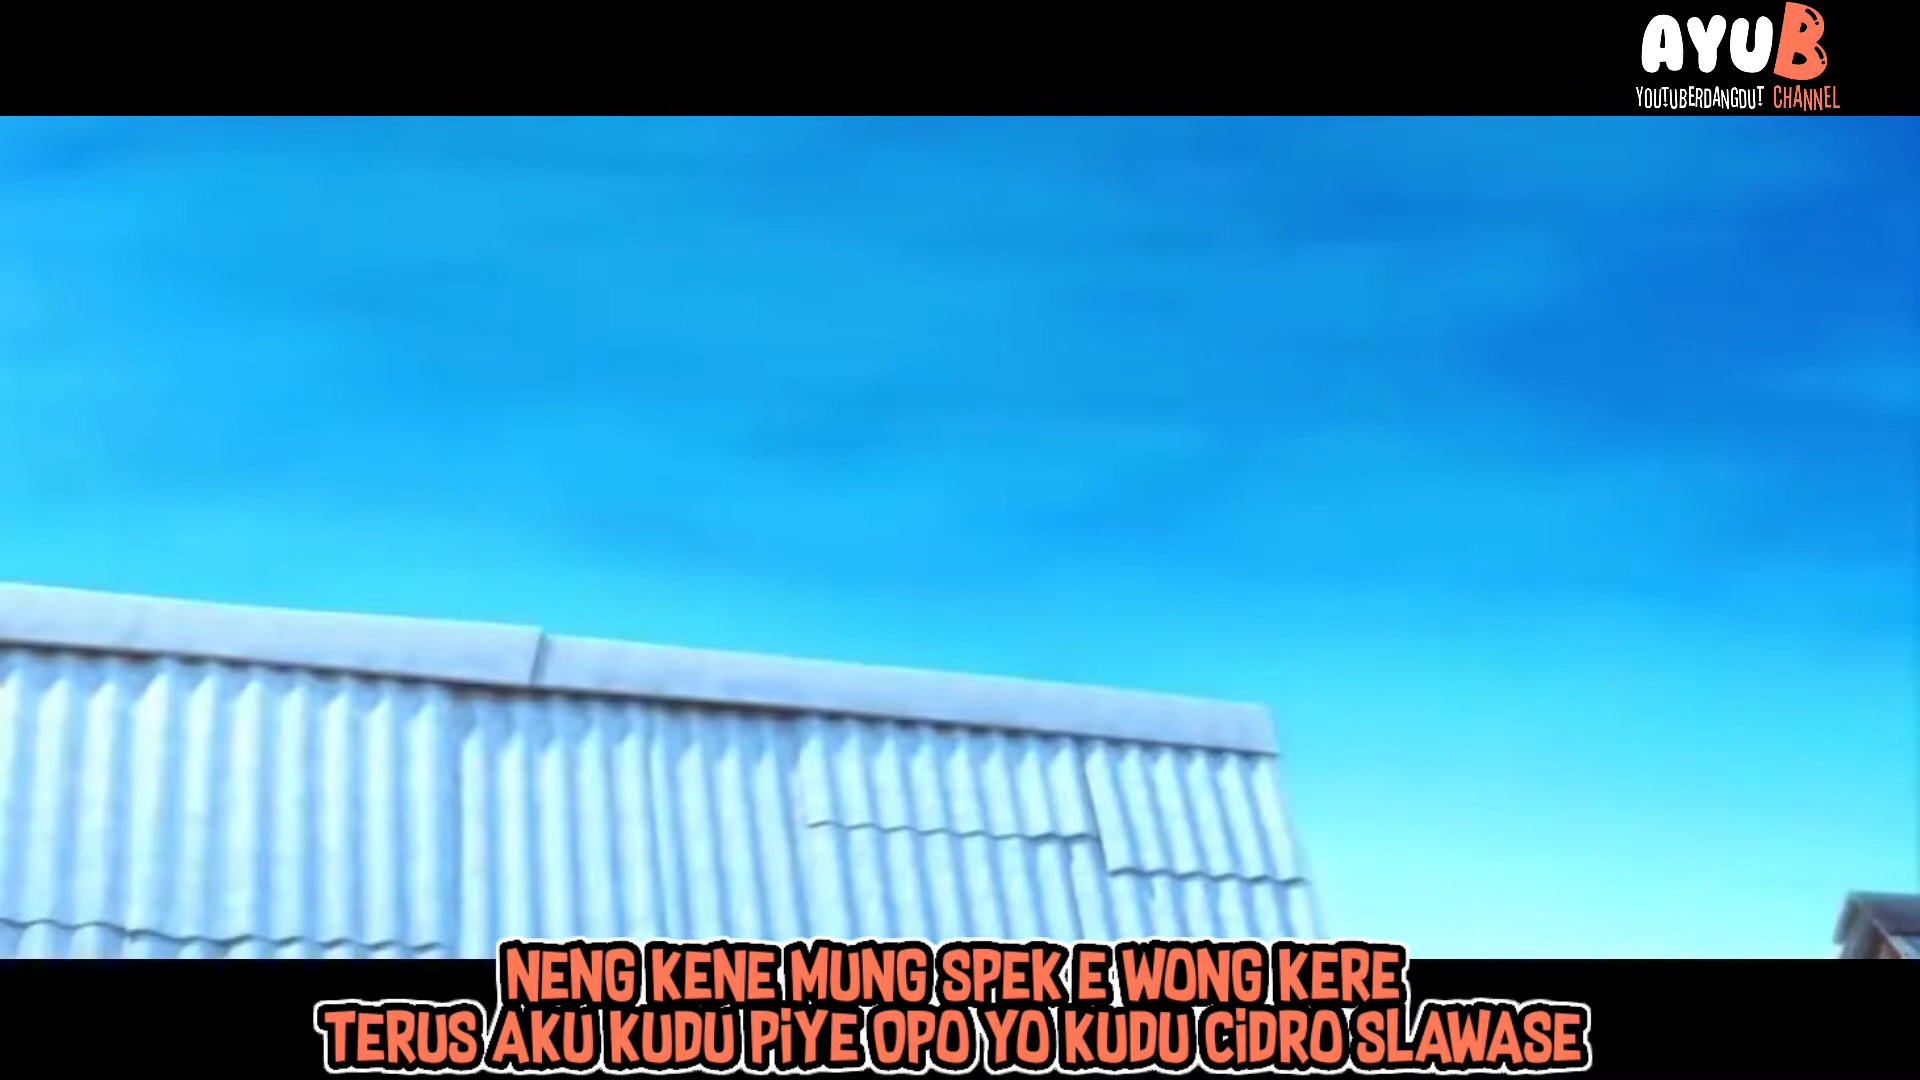 AYUB
YOUTUBERDANGDUT CHANNEL
NENG KENE MUNG SPEK E WONG KERE
TERUS AKU KUDU PiYE OPO YO KUDU CiDRO SLAWASE